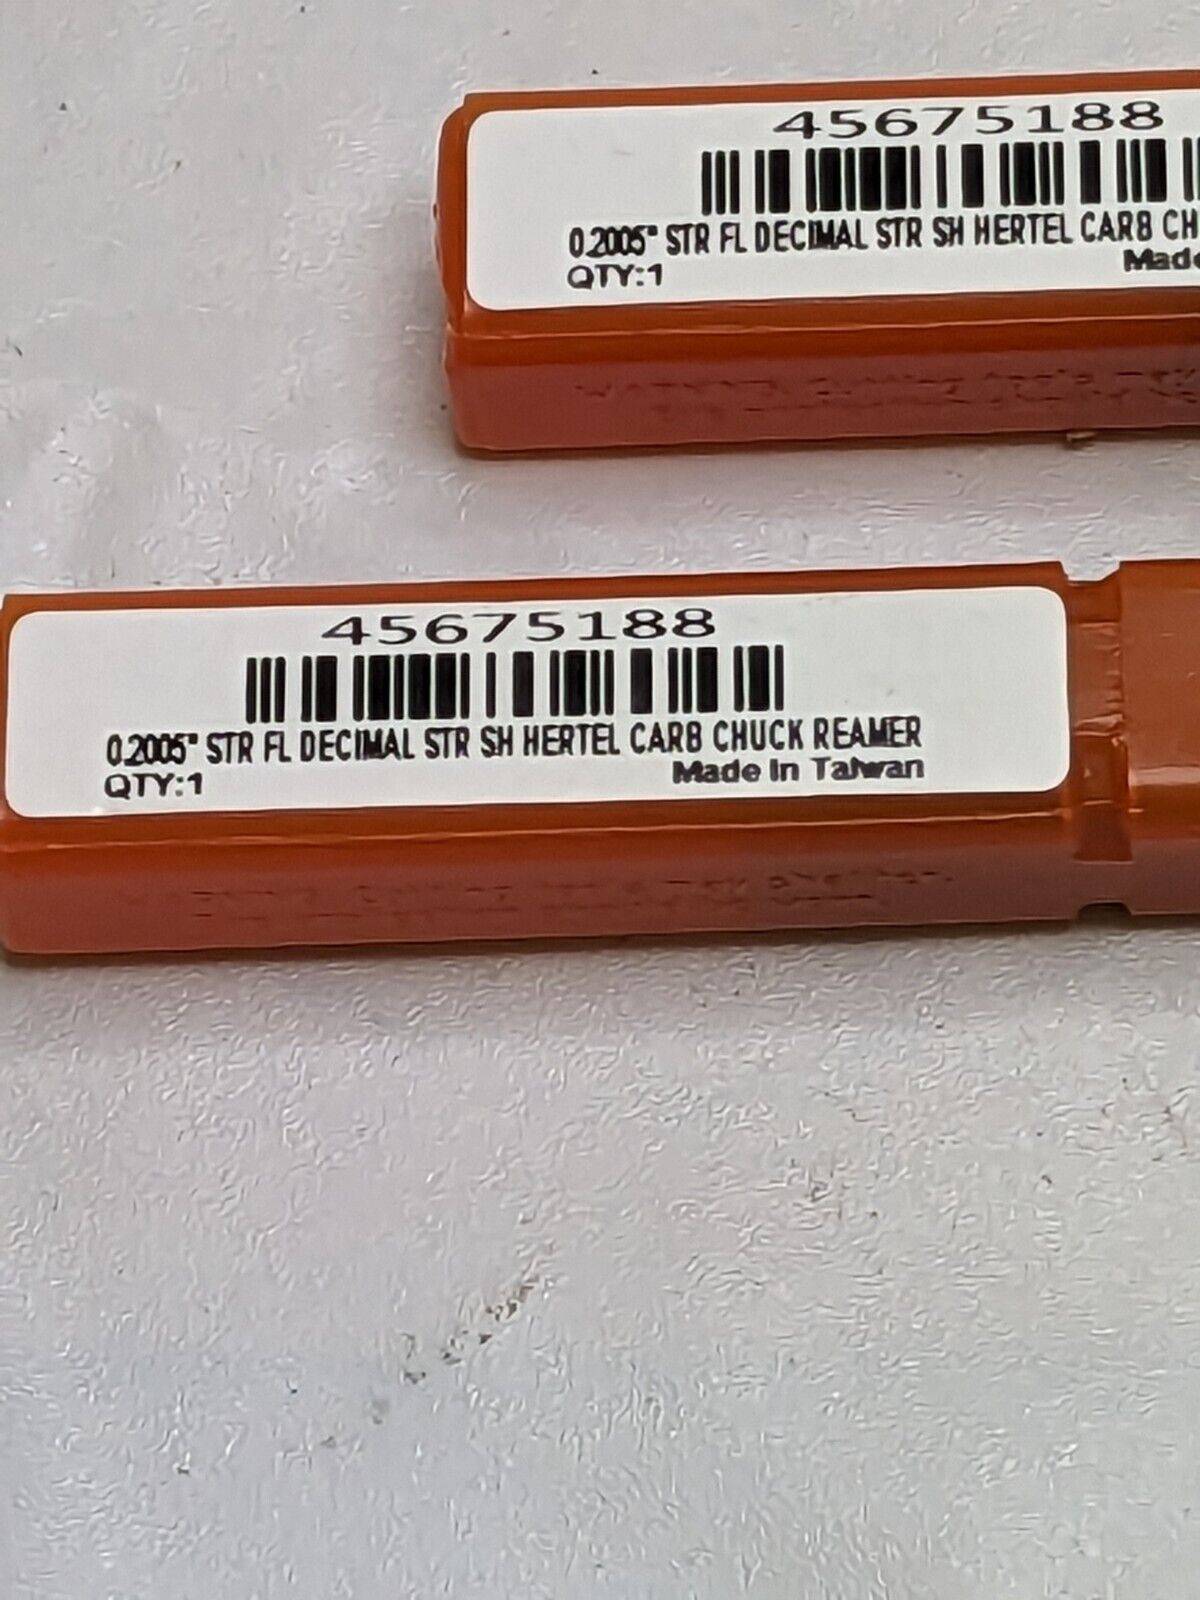 45675188
0.2005" STR FL DECIMAL STR SH HERTEL CARB CH
QTY:1 Made
45675188
0.2005" STR FL DECIMAL STR SH HERTEL CARB CHUCK REAMER
QTY:1 Made In Taiwan